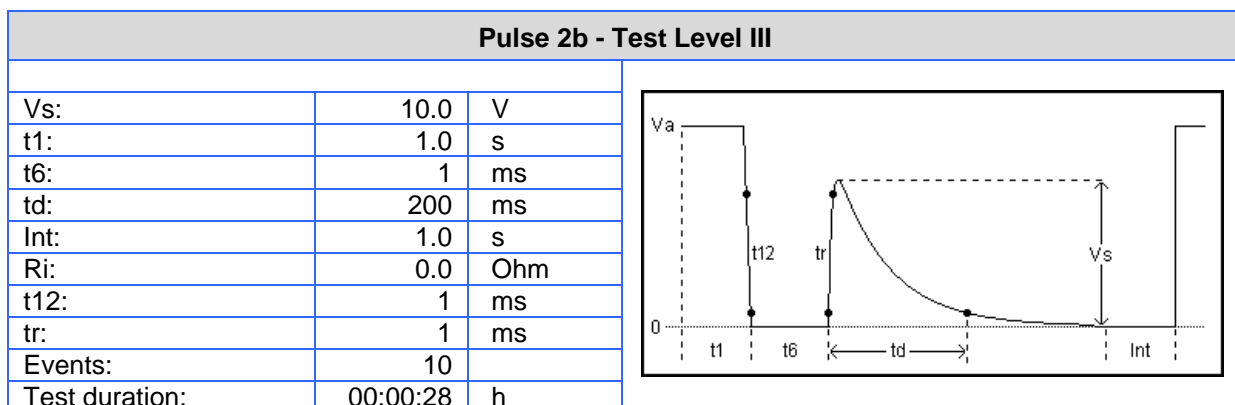 Pulse 2b - Test Level III
Vs: 10.0 V
t1: 1.0 s
t6: 1 ms
td: 200 ms
Int: 1.0 s
Ri: 0.0 Ohm
t12: 1 ms
tr: 1 ms
Events: 10
Test duration: 00:00:28 h
Va
t12 tr Vs
0
t1 t6 td Int